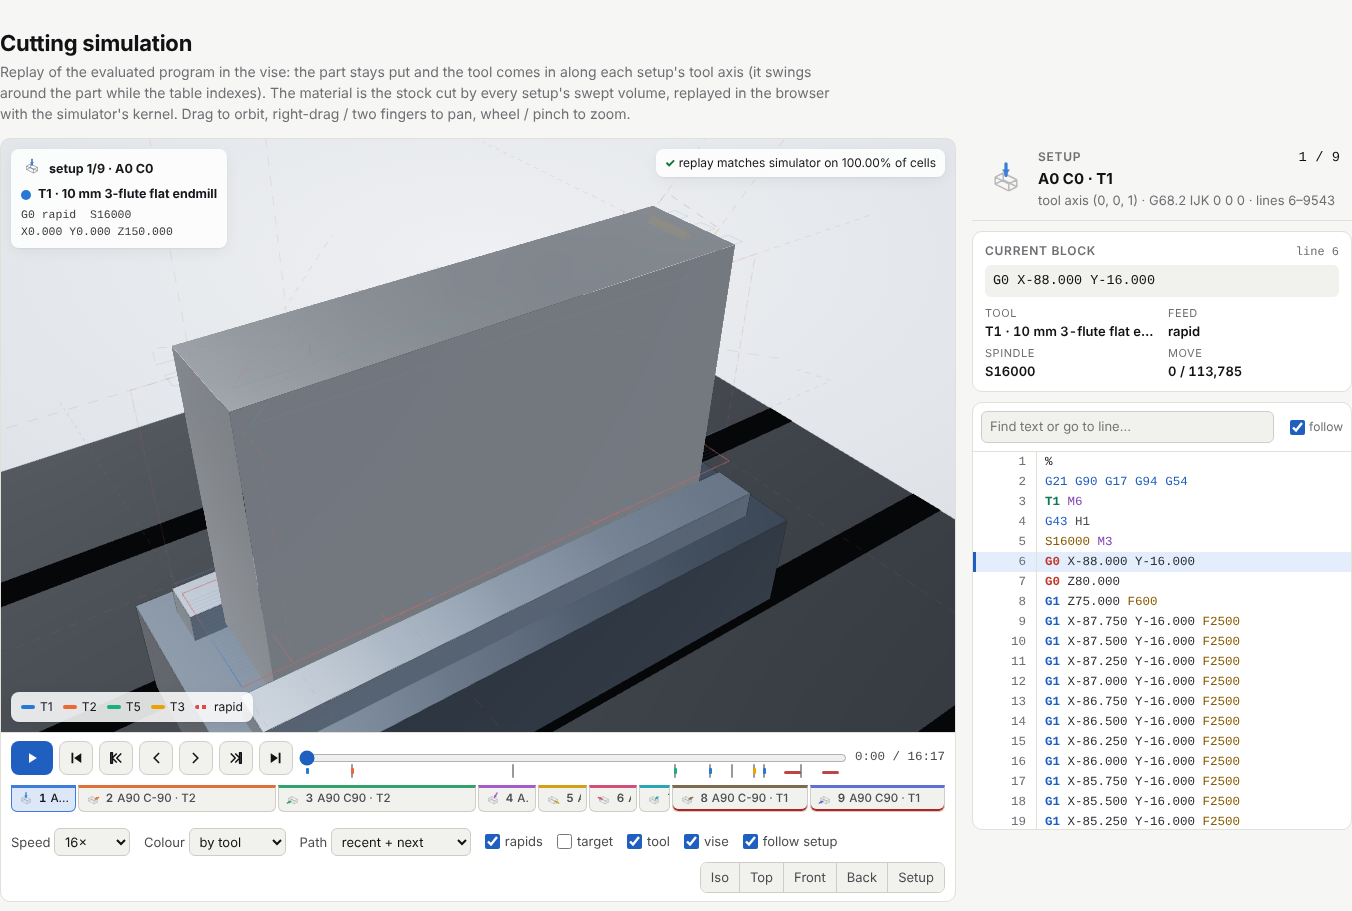 Cutting simulation
Replay of the evaluated program in the vise: the part stays put and the tool comes in along each setup's tool axis (it swings
around the part while the table indexes). The material is the stock cut by every setup's swept volume, replayed in the browser
with the simulator's kernel. Drag to orbit, right-drag / two fingers to pan, wheel / pinch to zoom.
setup 1/9 · A0 C0
T1 · 10 mm 3-flute flat endmill
G0 rapid S16000
X0.000 Y0.000 Z150.000
✓ replay matches simulator on 100.00% of cells
T1 T2 T5 T3 rapid
0:00 / 16:17
1 A...
2 A90 C-90 · T2
3 A90 C90 · T2
4 A.
5
6
8 A90 C-90 · T1
9 A90 C90 · T1
Speed 16× Colour by tool Path recent + next rapids target tool vise follow setup
Iso Top Front Back Setup
SETUP 1 / 9
A0 C0 · T1
tool axis (0, 0, 1) · G68.2 IJK 0 0 0 · lines 6–9543
CURRENT BLOCK line 6
G0 X-88.000 Y-16.000
TOOL FEED
T1 · 10 mm 3-flute flat e... rapid
SPINDLE MOVE
S16000 0 / 113,785
Find text or go to line... follow
1 %
2 G21 G90 G17 G94 G54
3 T1 M6
4 G43 H1
5 S16000 M3
6 G0 X-88.000 Y-16.000
7 G0 Z80.000
8 G1 Z75.000 F600
9 G1 X-87.750 Y-16.000 F2500
10 G1 X-87.500 Y-16.000 F2500
11 G1 X-87.250 Y-16.000 F2500
12 G1 X-87.000 Y-16.000 F2500
13 G1 X-86.750 Y-16.000 F2500
14 G1 X-86.500 Y-16.000 F2500
15 G1 X-86.250 Y-16.000 F2500
16 G1 X-86.000 Y-16.000 F2500
17 G1 X-85.750 Y-16.000 F2500
18 G1 X-85.500 Y-16.000 F2500
19 G1 X-85.250 Y-16.000 F2500